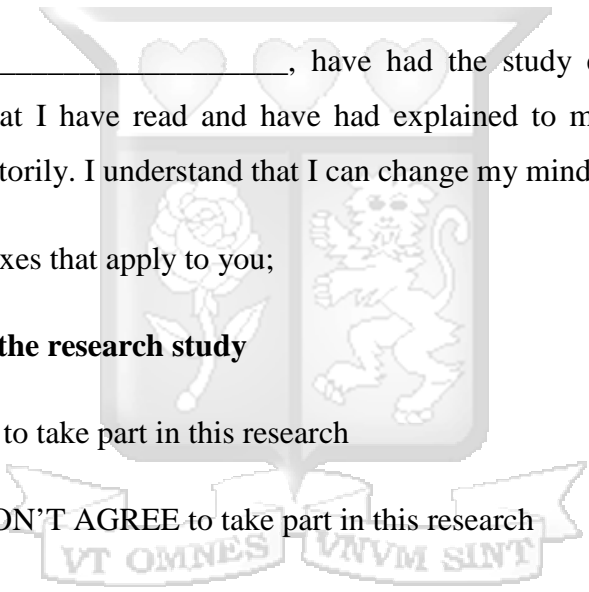 ___________________, have had the study
at I have read and have had explained to
torily. I understand that I can change my mind
xes that apply to you;
the research study
to take part in this research
ON’T AGREE to take part in this research
VT OMNES VNVM SINT